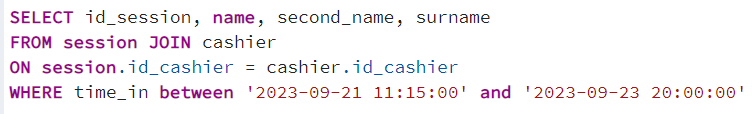 SELECT id_session, name, second_name, surname
FROM session JOIN cashier
ON session.id_cashier = cashier.id_cashier
WHERE time_in between '2023-09-21 11:15:00' and '2023-09-23 20:00:00'